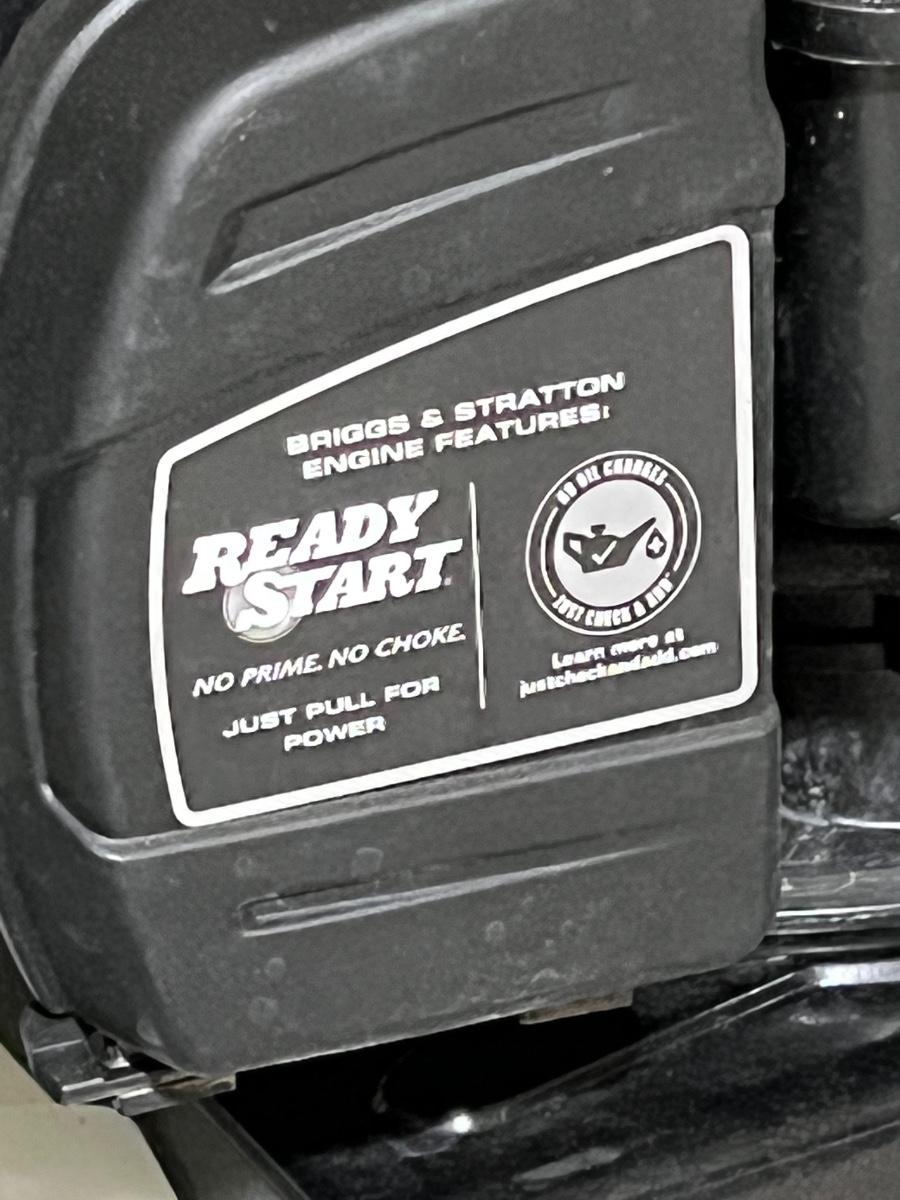 BRIGGS & STRATTON
ENGINE FEATURES:
READY
START
NO PRIME. NO CHOKE.
JUST PULL FOR
POWER
NO OIL CHANGES
JUST CHECK & ADD
Learn more at
justcheckandadd.com